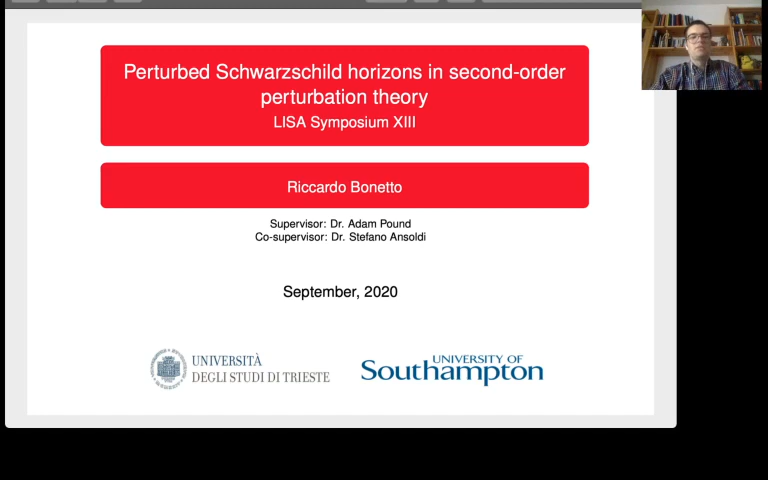 Perturbed Schwarzschild horizons in second-order
perturbation theory
LISA Symposium XIII
Riccardo Bonetto
Supervisor: Dr. Adam Pound
Co-supervisor: Dr. Stefano Ansoldi
September, 2020
UNIVERSITÀ
DEGLI STUDI DI TRIESTE
UNIVERSITY OF
Southampton